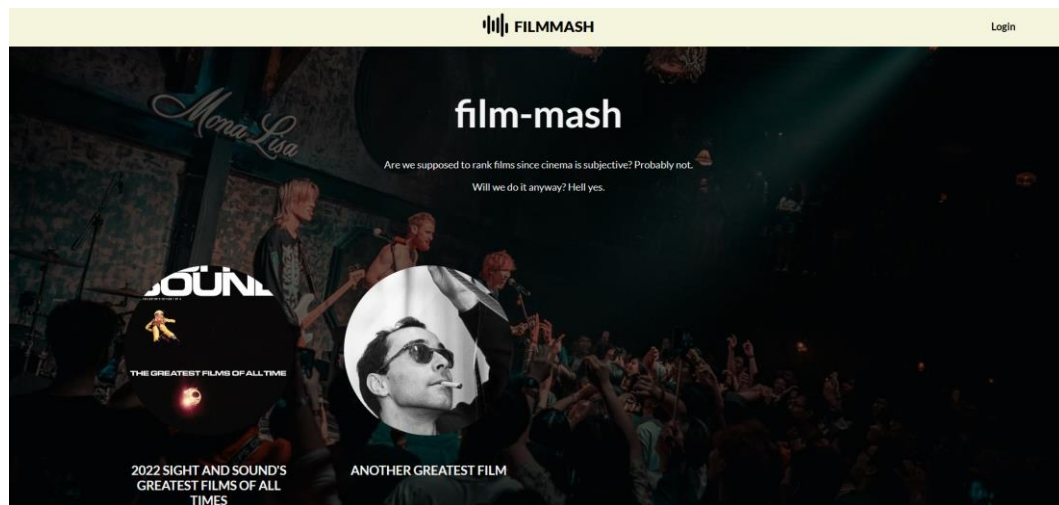 FILMMASH
Login
Mona Lisa
film-mash
Are we supposed to rank films since cinema is subjective? Probably not.
Will we do it anyway? Hell yes.
SOUND
THE GREATEST FILMS OF ALL TIME
2022 SIGHT AND SOUND'S
GREATEST FILMS OF ALL
TIMES
ANOTHER GREATEST FILM